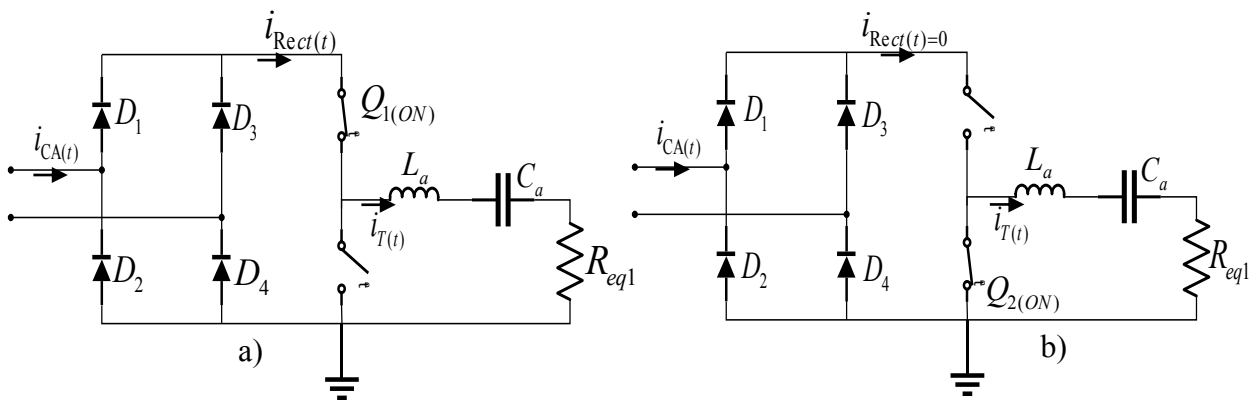 i_Rect(t)
D_1
D_3
Q_1(ON)
i_CA(t)
L_a
C_a
i_T(t)
R_eq1
D_2
D_4
a)
i_Rect(t)=0
D_1
D_3
i_CA(t)
L_a
C_a
i_T(t)
R_eq1
D_2
D_4
Q_2(ON)
b)